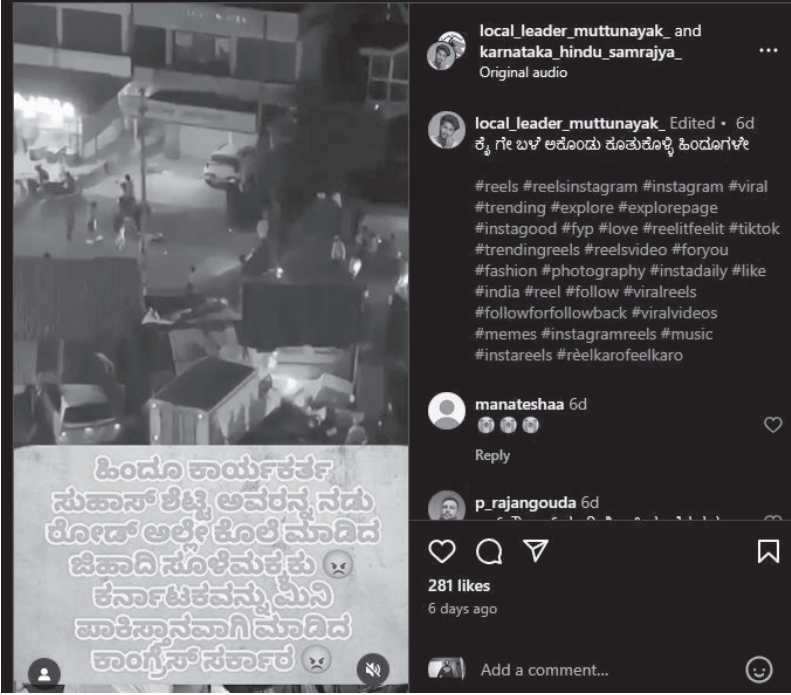 local_leader_muttunayak_ and
karnataka_hindu_samrajya_
Original audio
local_leader_muttunayak_ Edited • 6d
ಕೈ ಗೇ ಬಳೆ ಅಕೊಂಡು ಕೂತುಕೊಳ್ಳಿ ಹಿಂದೂಗಳೇ
#reels #reelsinstagram #instagram #viral
#trending #explore #explorepage
#instagood #fyp #love #reelitfeelit #tiktok
#trendingreels #reelsvideo #foryou
#fashion #photography #instadaily #like
#india #reel #follow #viralreels
#followforfollowback #viralvideos
#memes #instagramreels #music
#instareels #rèelkarofeelkaro
manateshaa 6d
Reply
p_rajangouda 6d
281 likes
6 days ago
Add a comment...
ಹಿಂದೂ ಕಾರ್ಯಕರ್ತ
ಸುಹಾಸ್ ಶೆಟ್ಟಿ ಅವರನ್ನ ನಡು
ರೋಡ್ ಅಲ್ಲೇ ಕೊಲೆ ಮಾಡಿದ
ಜಿಹಾದಿ ಸೂಳೆಮಕ್ಕಳು 😠
ಕರ್ನಾಟಕವನ್ನು ಮಿನಿ
ಪಾಕಿಸ್ತಾನವಾಗಿ ಮಾಡಿದ
ಕಾಂಗ್ರೆಸ್ ಸರ್ಕಾರ 😠